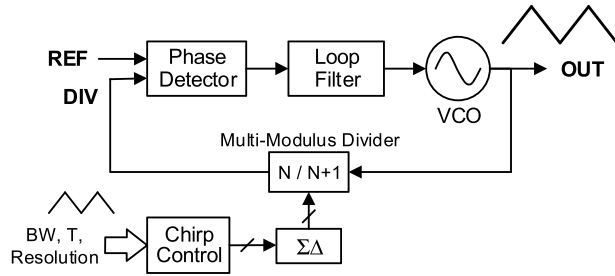 REF
DIV
Phase
Detector
Loop
Filter
VCO
OUT
Multi-Modulus Divider
N / N+1
BW, T,
Resolution
Chirp
Control
ΣΔ